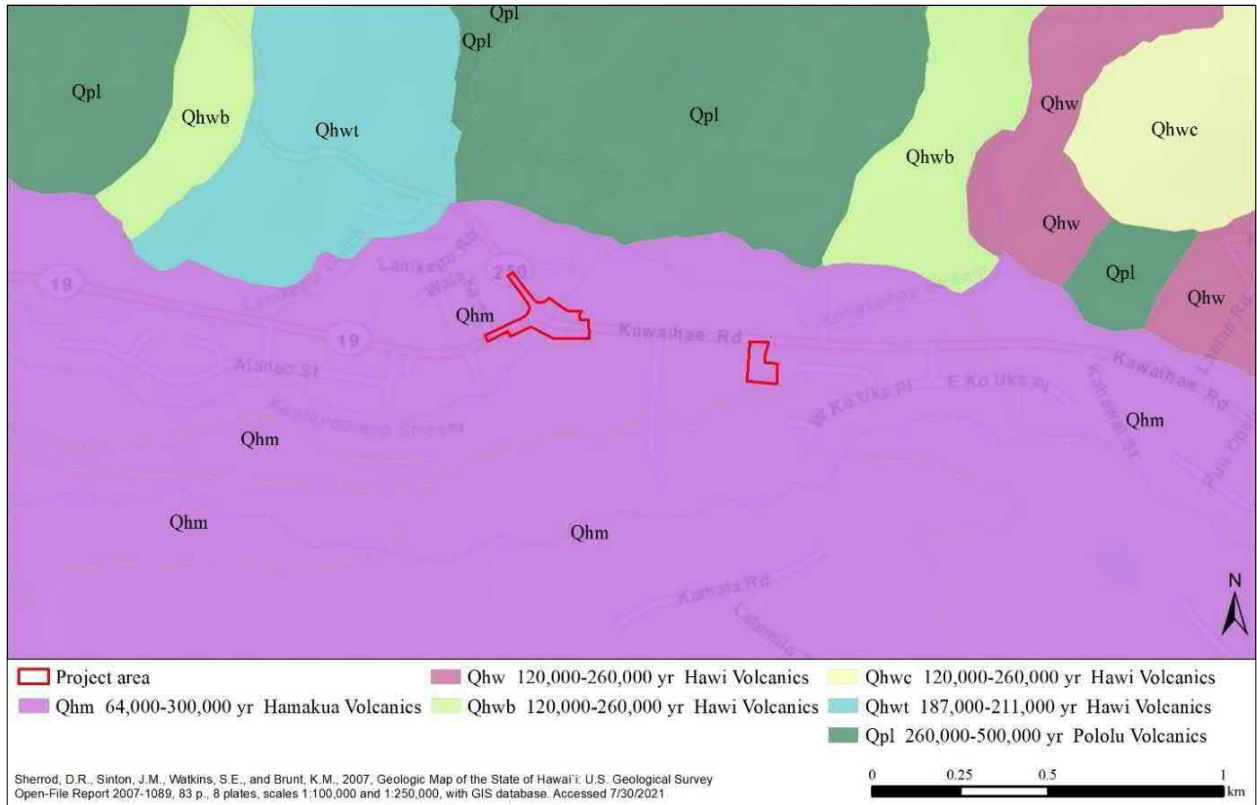 Qpl
Qpl
Qpl
Qhwb
Qhwt
Qpl
Qhwb
Qhw
Qhwc
Qhw
Qpl
Qhw
19
250
Qhm
19
Kawaihae Rd
Kawaihae Rd
W Ko Uks Pl
E Ko Uks Pl
Kahawai St
Qhm
Qhm
Qhm
Qhm
Kamata Rd
N
Project area
Qhm 64,000-300,000 yr Hamakua Volcanics
Qhw 120,000-260,000 yr Hawi Volcanics
Qhwb 120,000-260,000 yr Hawi Volcanics
Qhwc 120,000-260,000 yr Hawi Volcanics
Qhwt 187,000-211,000 yr Hawi Volcanics
Qpl 260,000-500,000 yr Pololu Volcanics
Sherrod, D.R., Sinton, J.M., Watkins, S.E., and Brunt, K.M., 2007, Geologic Map of the State of Hawai`i: U.S. Geological Survey
Open-File Report 2007-1089, 83 p., 8 plates, scales 1:100,000 and 1:250,000, with GIS database. Accessed 7/30/2021
0 0.25 0.5 1
km